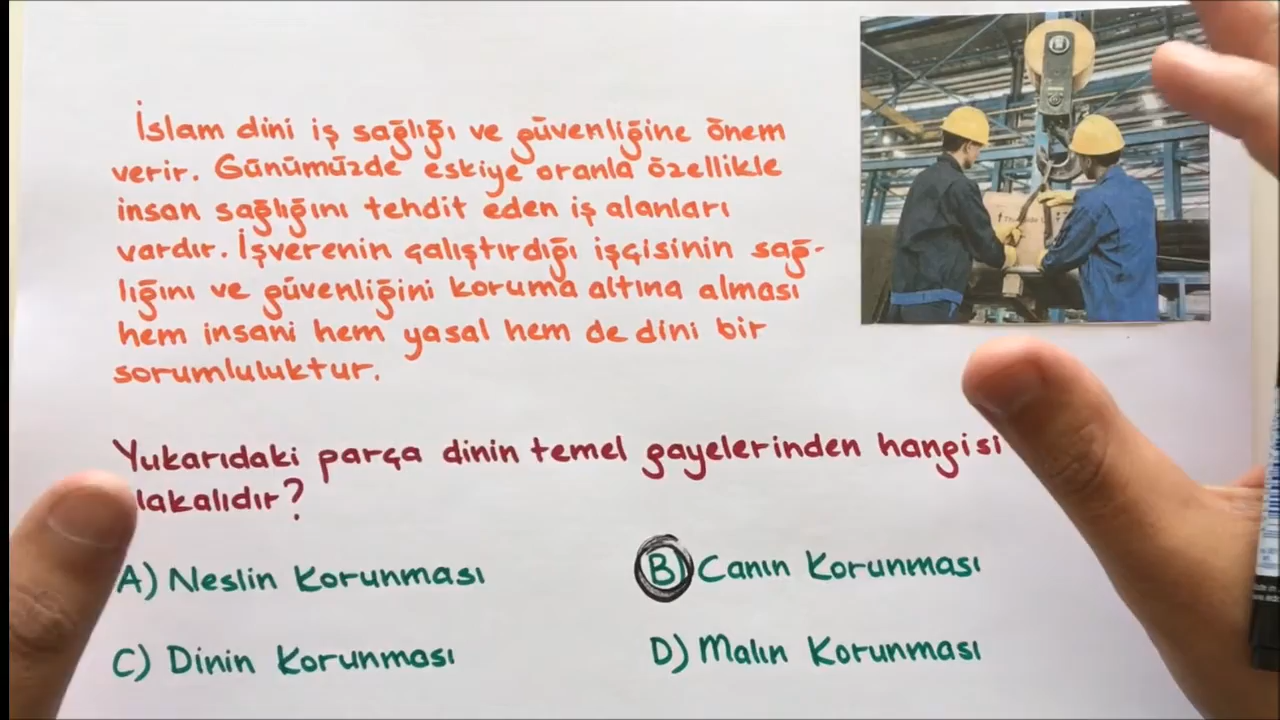 İslam dini iş sağlığı ve güvenliğine önem
verir. Günümüzde eskiye oranla özellikle
insan sağlığını tehdit eden iş alanları
vardır. İşverenin çalıştırdığı işçisinin sağ-
lığını ve güvenliğini koruma altına alması
hem insani hem yasal hem de dini bir
sorumluluktur.
Yukarıdaki parça dinin temel gayelerinden hangisi
lakalıdır?
A) Neslin Korunması
B) Canın Korunması
C) Dinin Korunması
D) Malın Korunması